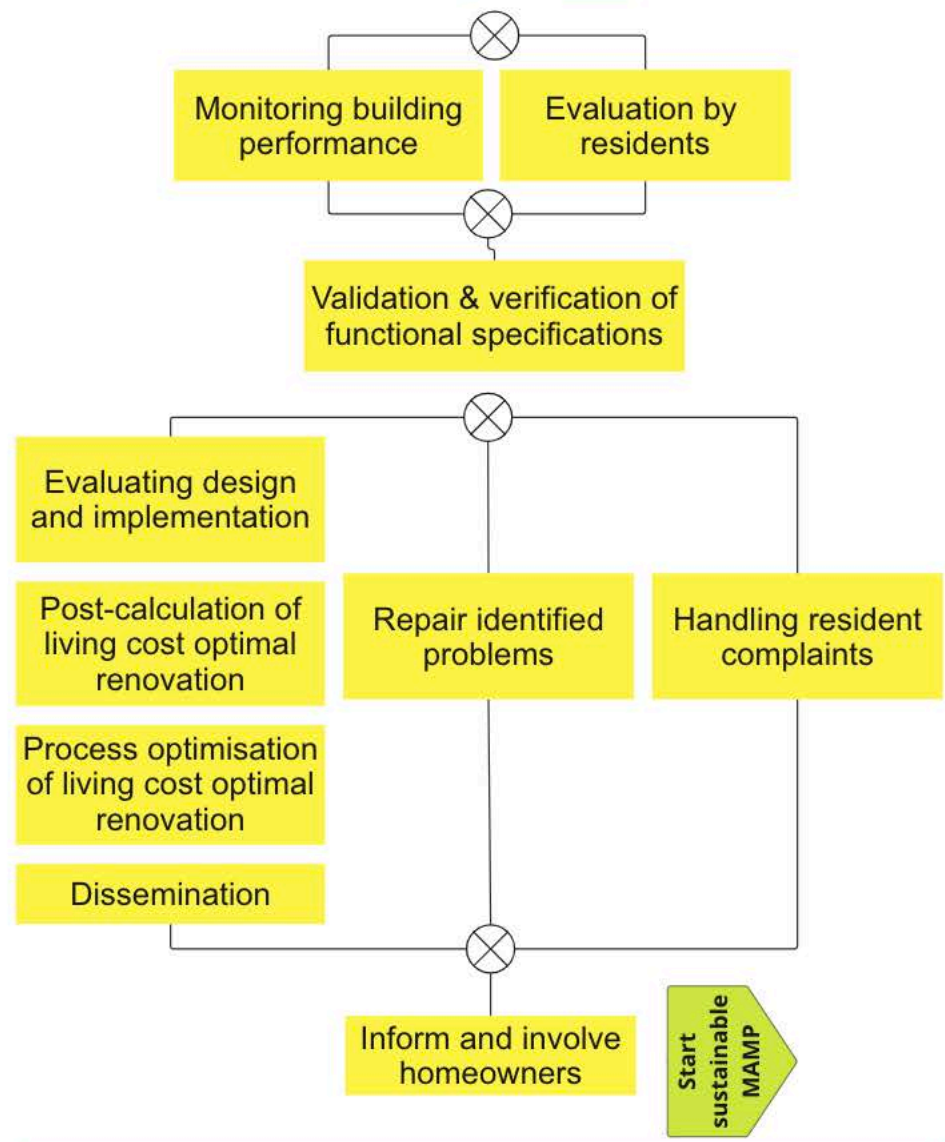 Monitoring building
performance
Evaluation by
residents
Validation & verification of
functional specifications
Evaluating design
and implementation
Post-calculation of
living cost optimal
renovation
Process optimisation
of living cost optimal
renovation
Dissemination
Repair identified
problems
Handling resident
complaints
Inform and involve
homeowners
Start
sustainable
MAMP